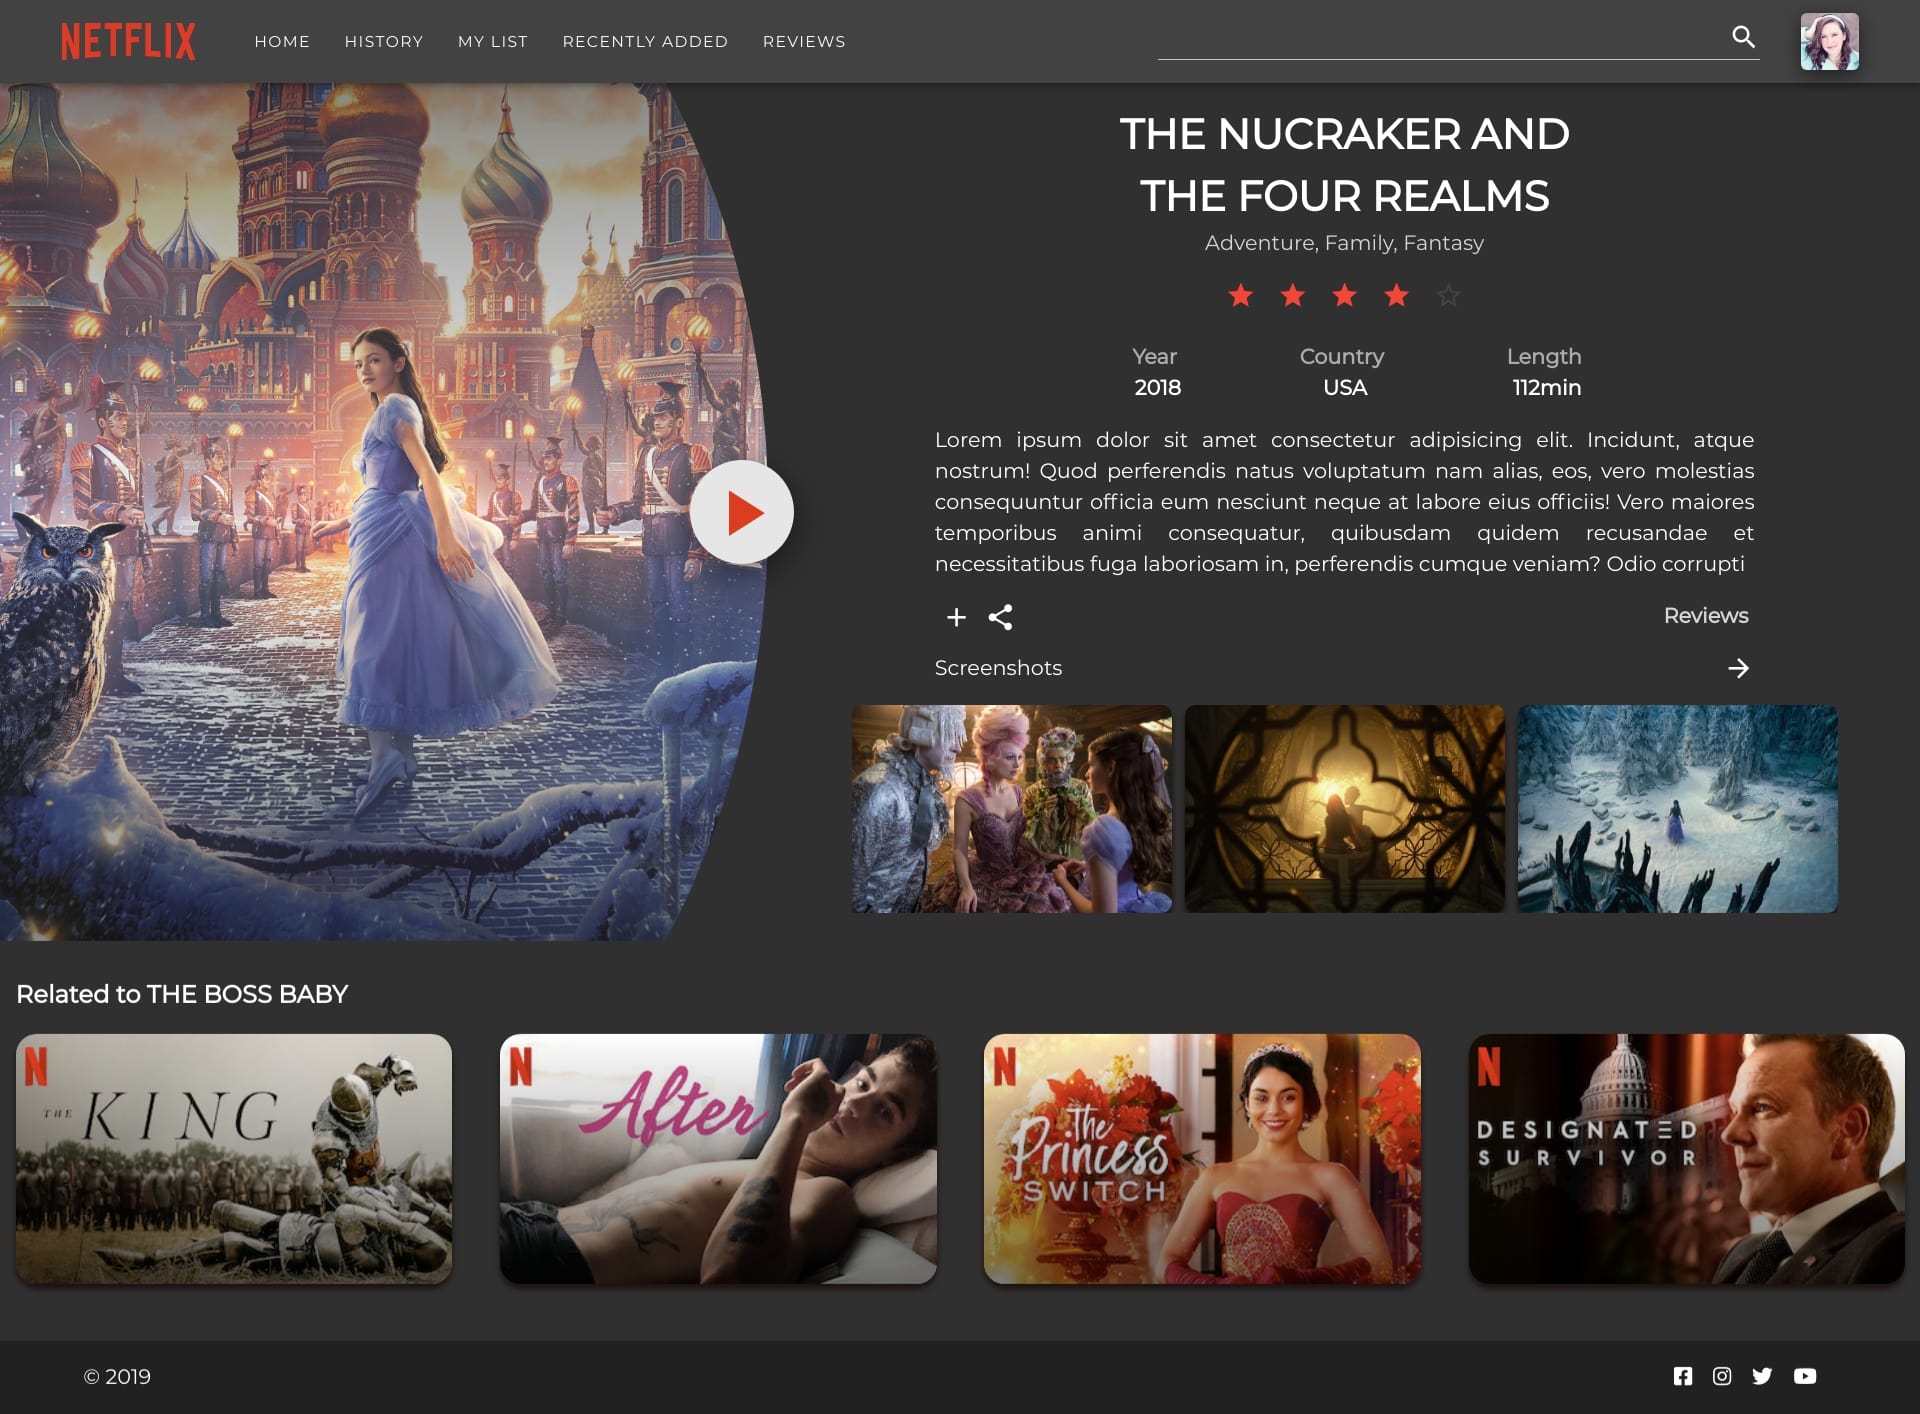 NETFLIX
HOME HISTORY MY LIST RECENTLY ADDED REVIEWS
THE NUCRAKER AND
THE FOUR REALMS
Adventure, Family, Fantasy
Year Country Length
2018 USA 112min
Lorem ipsum dolor sit amet consectetur adipisicing elit. Incidunt, atque
nostrum! Quod perferendis natus voluptatum nam alias, eos, vero molestias
consequuntur officia eum nesciunt neque at labore eius officiis! Vero maiores
temporibus animi consequatur, quibusdam quidem recusandae et
necessitatibus fuga laboriosam in, perferendis cumque veniam? Odio corrupti
Reviews
Screenshots
Related to THE BOSS BABY
N
THE KING
N
After
N
The
Princess
SWITCH
N
DESIGNATED
SURVIVOR
© 2019